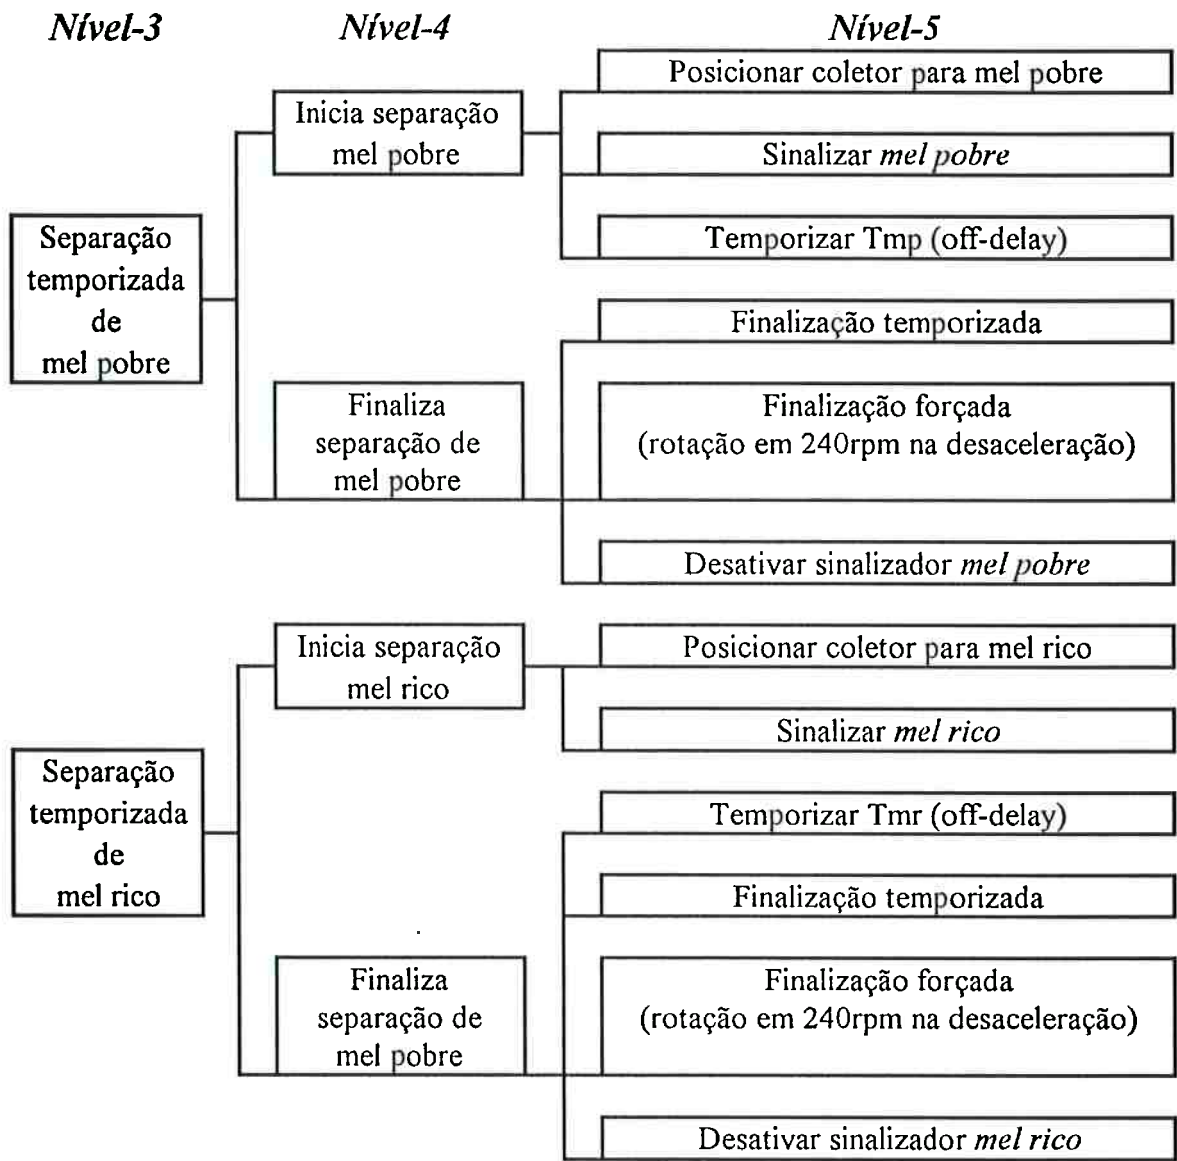 Nível-3 Nível-4 Nível-5
Posicionar coletor para mel pobre
Inicia separação
mel pobre
Sinalizar mel pobre
Temporizar Tmp (off-delay)
Separação
temporizada
de
mel pobre
Finalização temporizada
Finaliza
separação de
mel pobre
Finalização forçada
(rotação em 240rpm na desaceleração)
Desativar sinalizador mel pobre
Inicia separação
mel rico
Posicionar coletor para mel rico
Sinalizar mel rico
Separação
temporizada
de
mel rico
Temporizar Tmr (off-delay)
Finalização temporizada
Finaliza
separação de
mel pobre
Finalização forçada
(rotação em 240rpm na desaceleração)
Desativar sinalizador mel rico